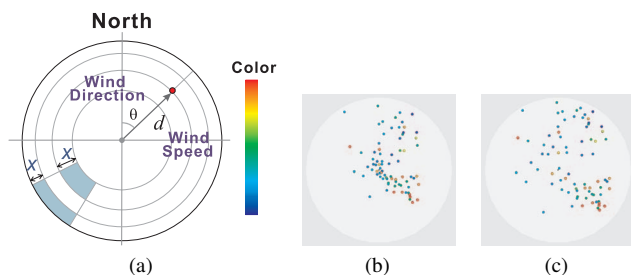 North
Color
Wind
Direction
θ
d
Wind
Speed
X
X
(a)
(b)
(c)